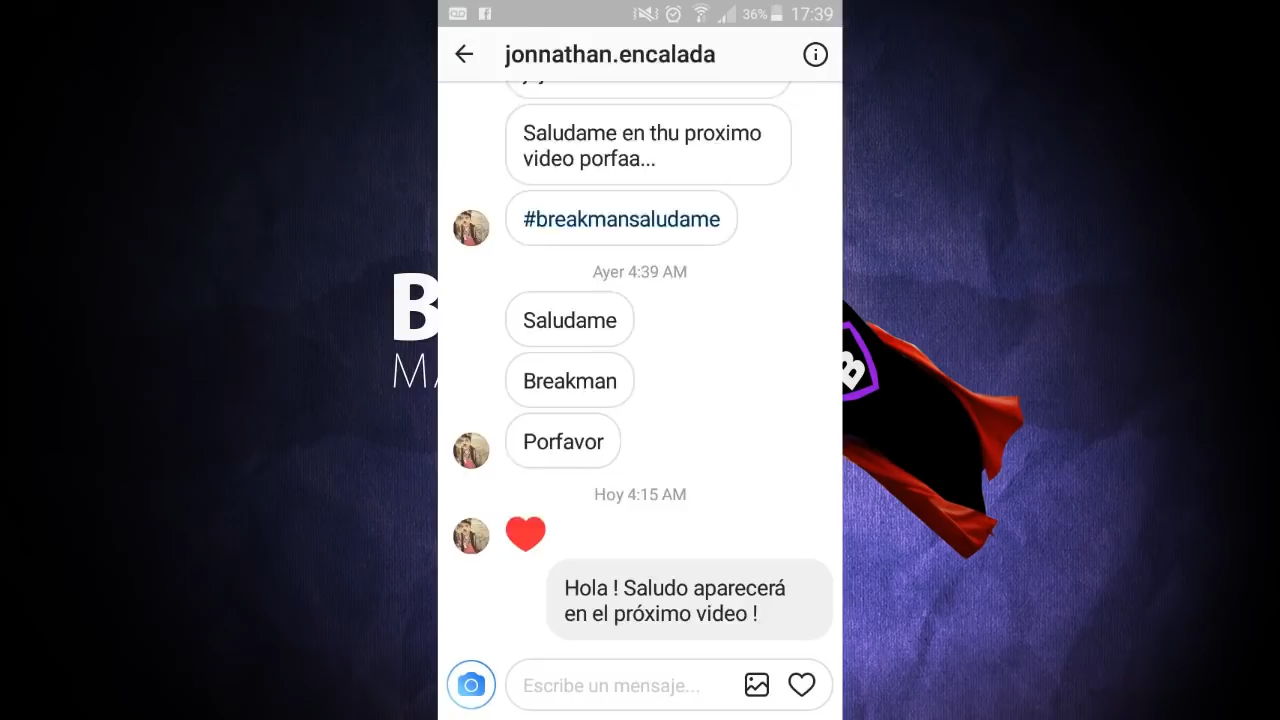 36% 17:39
jonnathan.encalada
Saludame en thu proximo
video porfaa...
#breakmansaludame
Ayer 4:39 AM
Saludame
Breakman
Porfavor
Hoy 4:15 AM
Hola ! Saludo aparecerá
en el próximo video !
Escribe un mensaje...
B